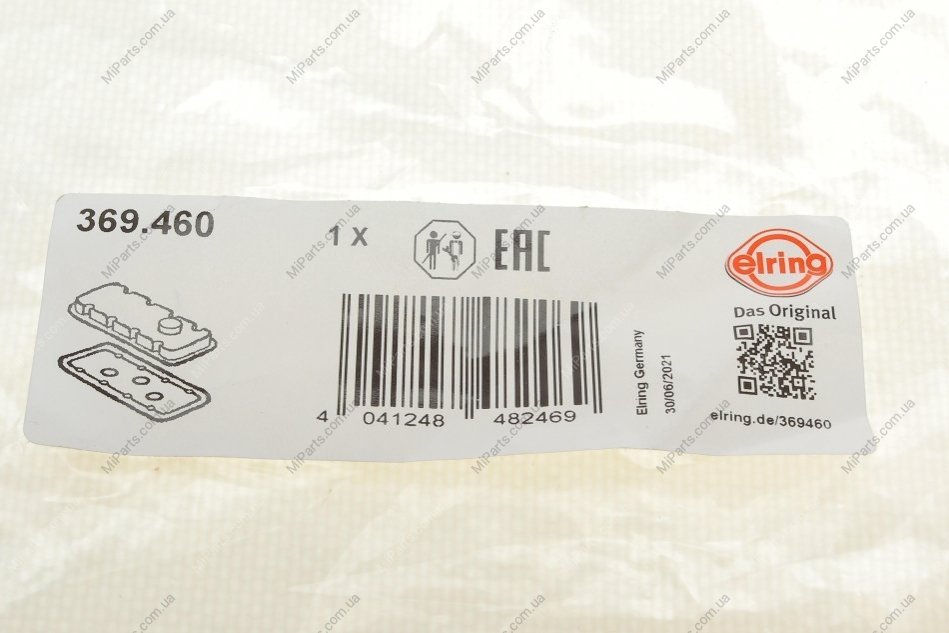 369.460
1 X
EAC
elring
Das Original
4 041248 482469
Elring Germany
30/06/2021
elring.de/369460
MiParts.com.ua